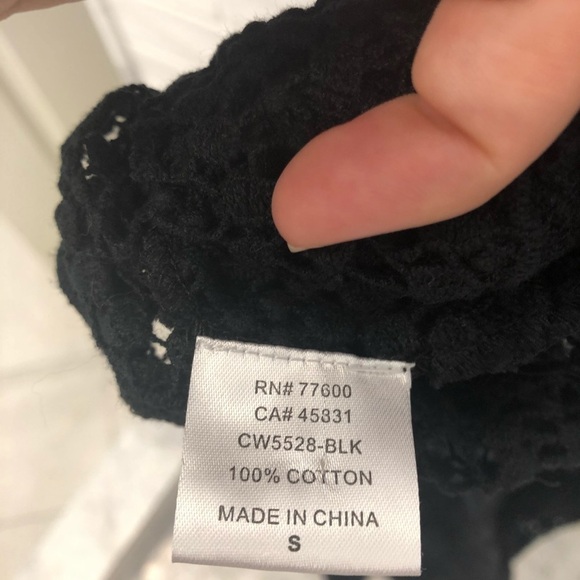 RN# 77600
CA# 45831
CW5528-BLK
100% COTTON
MADE IN CHINA
S